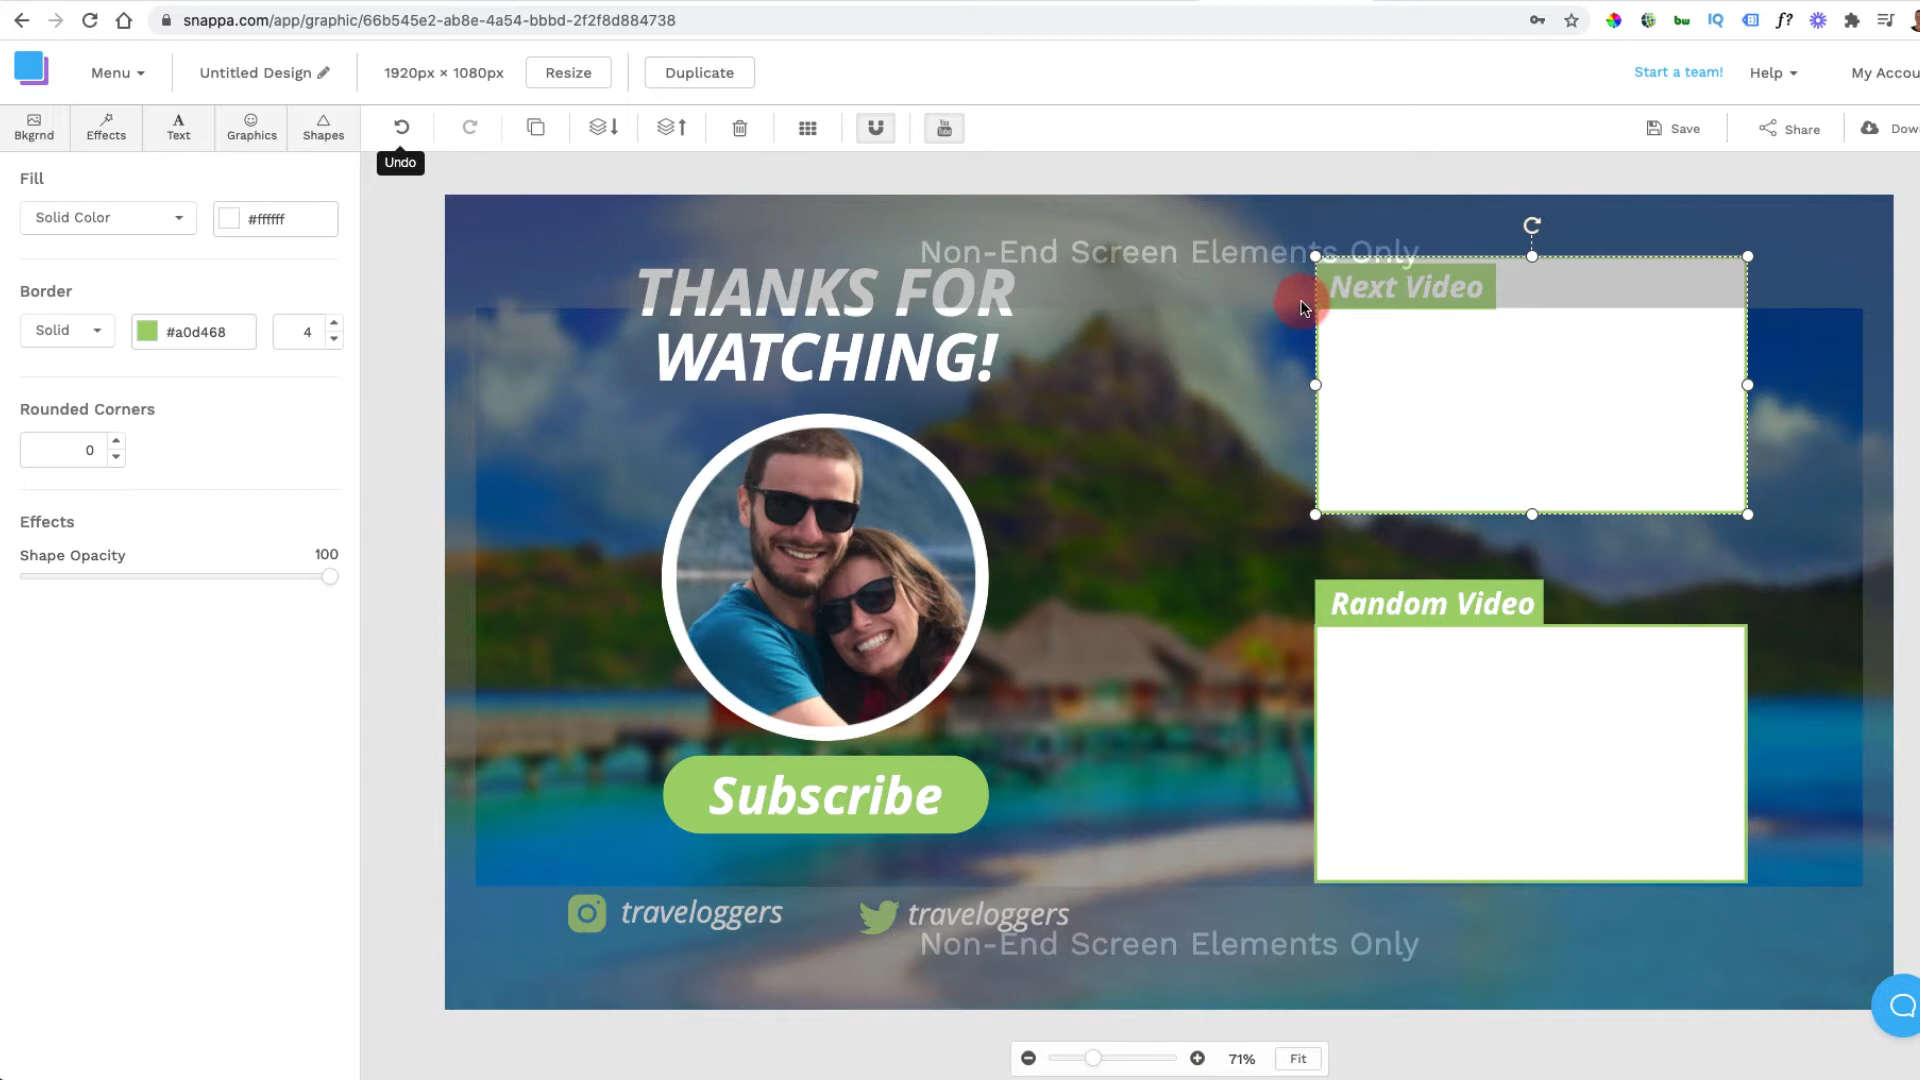 snappa.com/app/graphic/66b545e2-ab8e-4a54-bbbd-2f2f8d884738
Menu
Untitled Design
1920px × 1080px
Resize
Duplicate
Start a team!
Help
My Accou
Bkgrnd
Effects
Text
Graphics
Shapes
Undo
Save
Share
Dow
Fill
Solid Color
#ffffff
Border
Solid
#a0d468
4
Rounded Corners
0
Effects
Shape Opacity
100
Non-End Screen Elements Only
THANKS FOR
WATCHING!
Next Video
Random Video
Subscribe
traveloggers
traveloggers
Non-End Screen Elements Only
71%
Fit